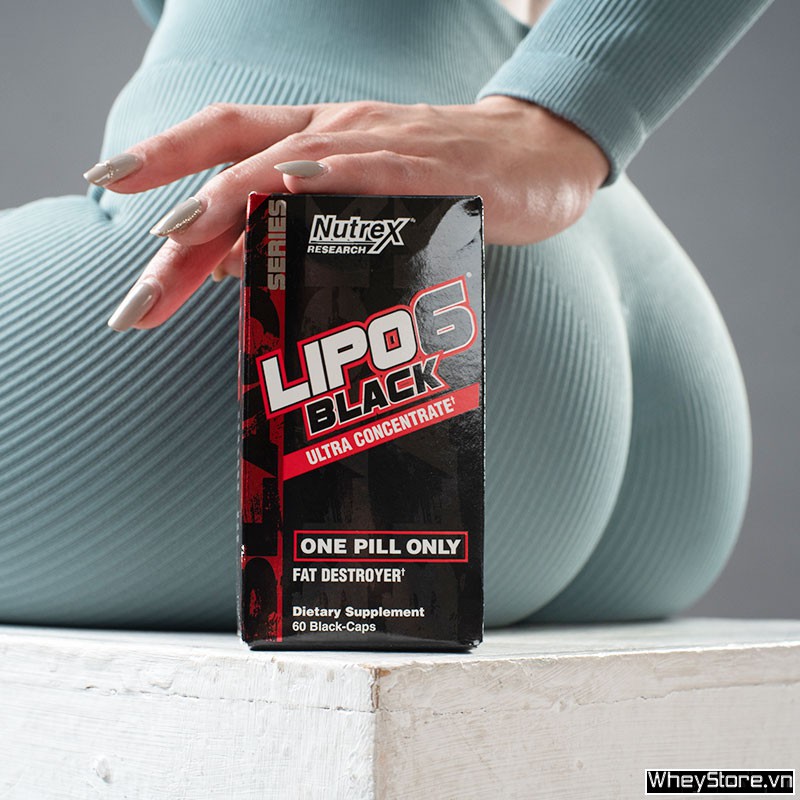 SERIES
Nutrex®
RESEARCH
LIPO6®
BLACK
ULTRA CONCENTRATE†
ONE PILL ONLY
FAT DESTROYER†
Dietary Supplement
60 Black-Caps
WheyStore.vn